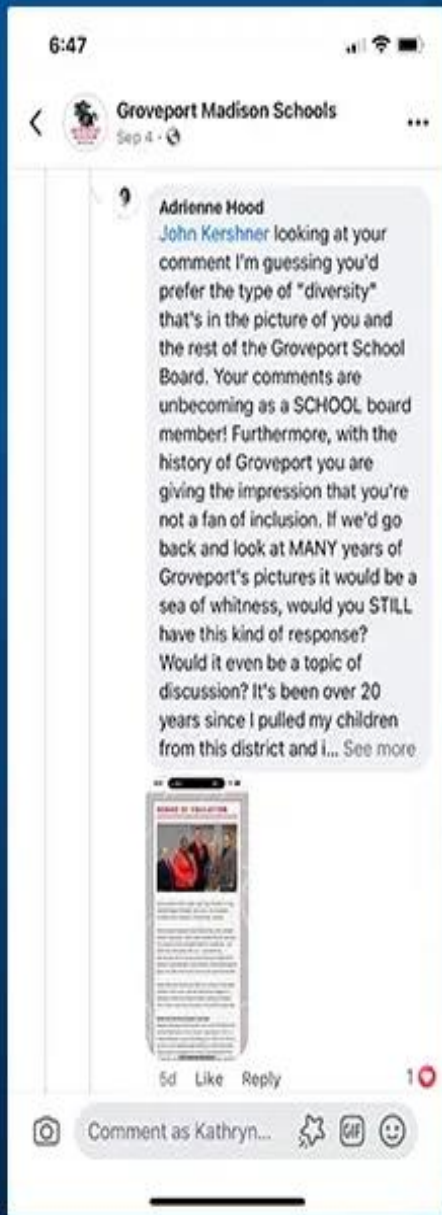 6:47
Groveport Madison Schools
Sep 4 ·
Adrienne Hood
John Kershner looking at your
comment I'm guessing you'd
prefer the type of "diversity"
that's in the picture of you and
the rest of the Groveport School
Board. Your comments are
unbecoming as a SCHOOL board
member! Furthermore, with the
history of Groveport you are
giving the impression that you're
not a fan of inclusion. If we'd go
back and look at MANY years of
Groveport's pictures it would be a
sea of whitness, would you STILL
have this kind of response?
Would it even be a topic of
discussion? It's been over 20
years since I pulled my children
from this district and i... See more
BOARD OF EDUCATION
5d Like Reply 1
Comment as Kathryn... GIF